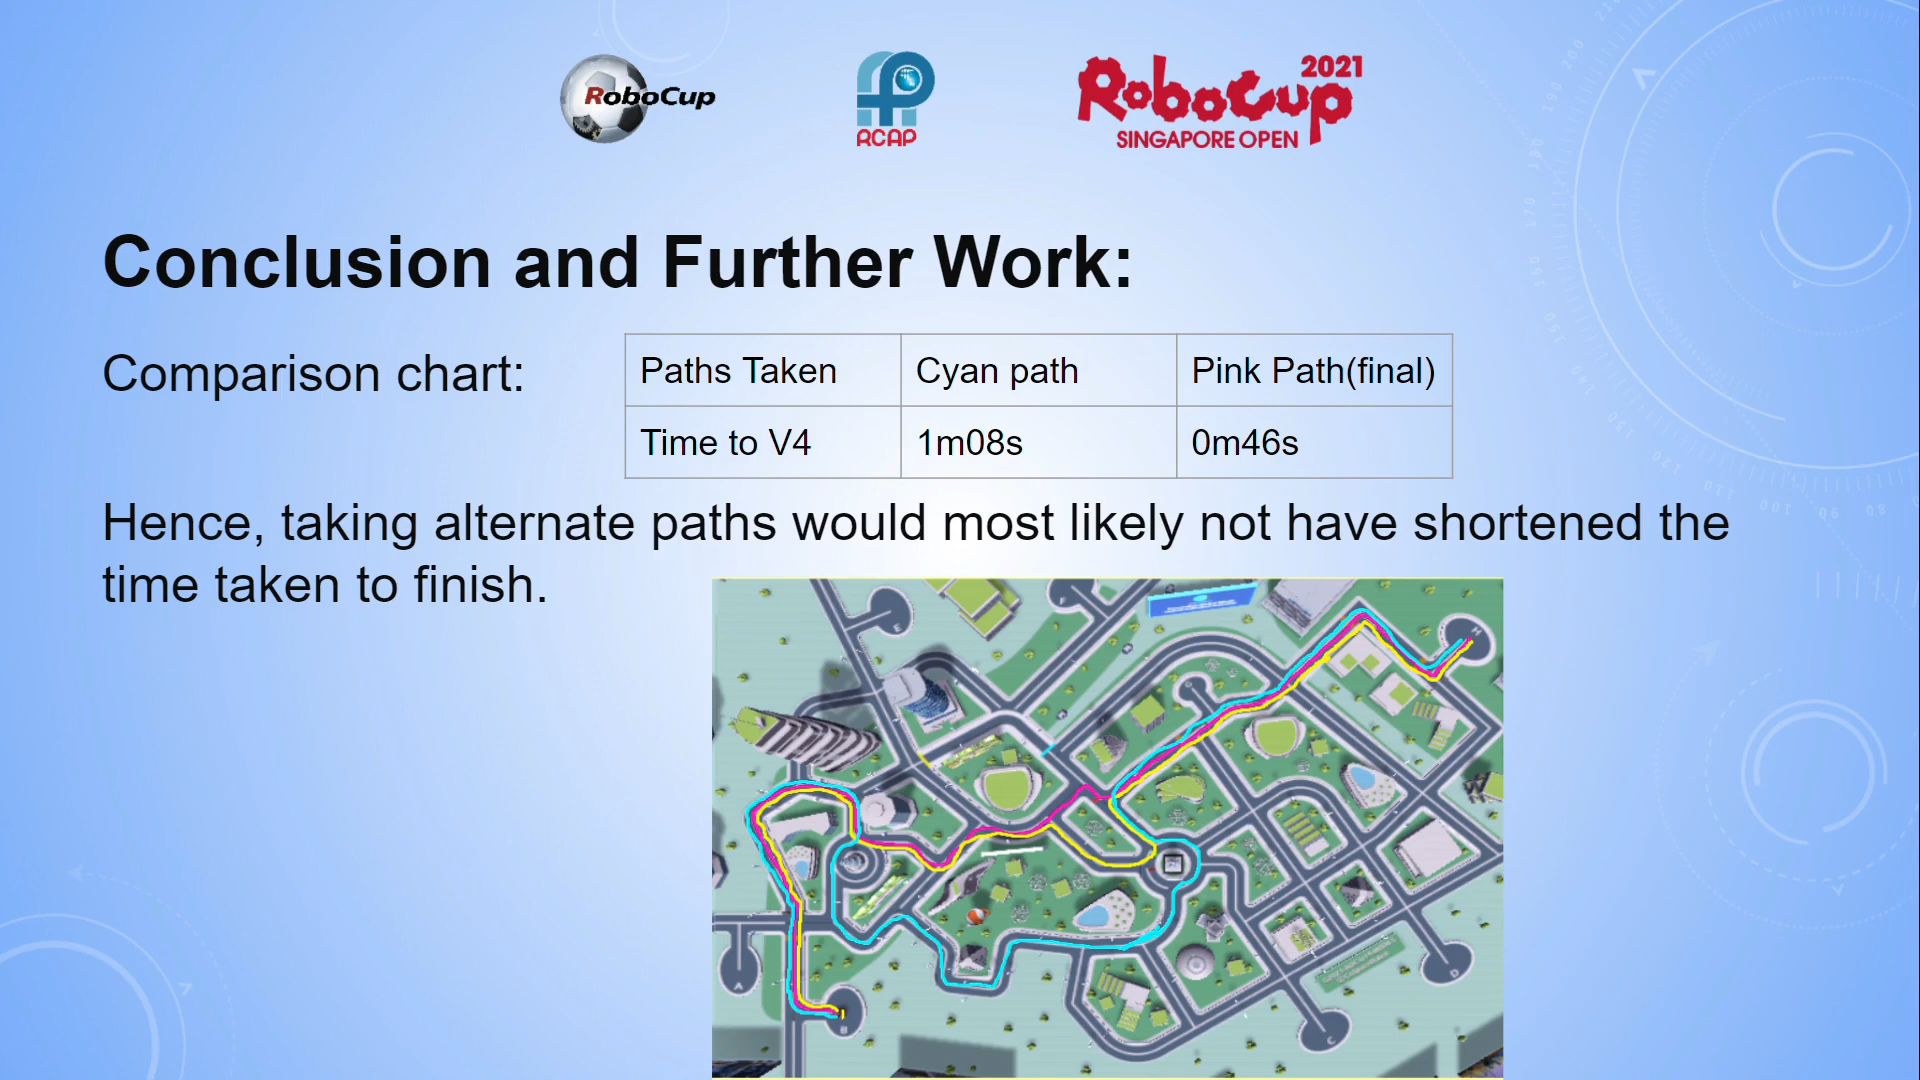 RoboCup
RCAP
RoboCup 2021
SINGAPORE OPEN
Conclusion and Further Work:
Comparison chart:
Paths Taken Cyan path Pink Path(final)
Time to V4 1m08s 0m46s
Hence, taking alternate paths would most likely not have shortened the
time taken to finish.
E
F
G
H
A
B
C
D